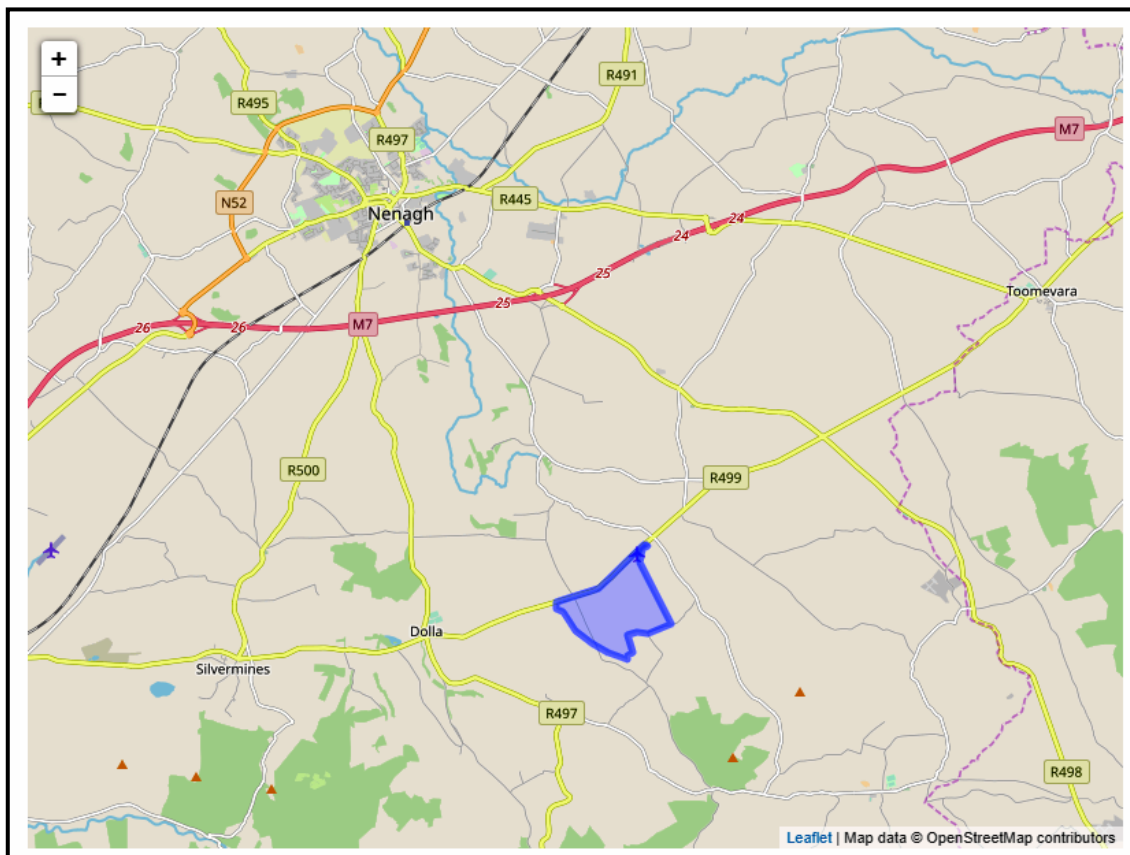 +
−
R495
R491
R497
M7
N52
R445
Nenagh
24
24
25
25
26
26
M7
Toomevara
R500
R499
Dolla
Silvermines
R497
R498
Leaflet | Map data © OpenStreetMap contributors